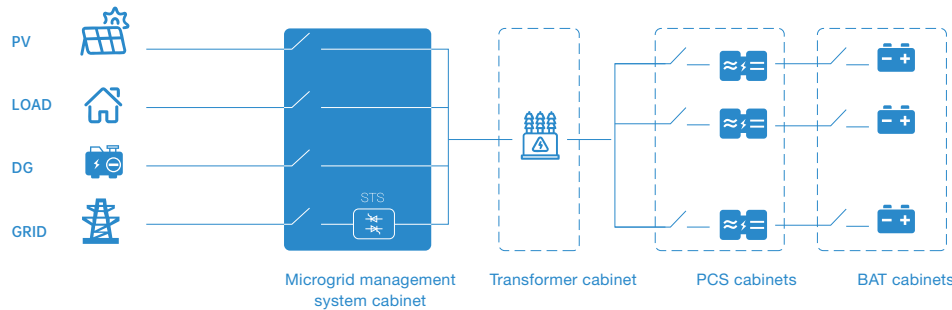 PV
LOAD
DG
GRID
STS
Microgrid management
system cabinet
Transformer cabinet
PCS cabinets
BAT cabinets